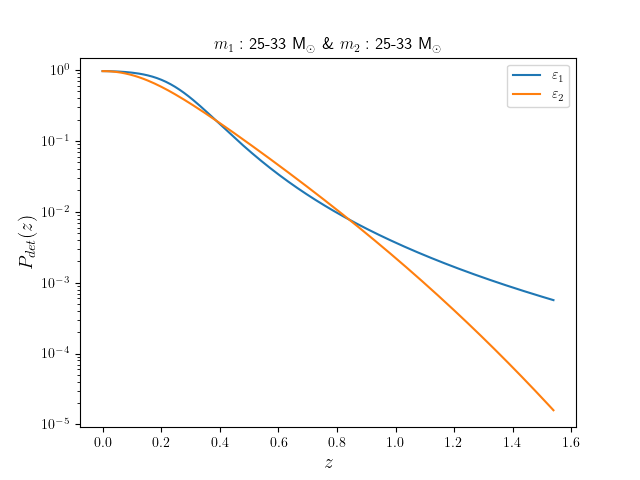 m₁ : 25-33 M⊙ & m₂ : 25-33 M⊙
ε₁
ε₂
P_det(z)
10⁰
10⁻¹
10⁻²
10⁻³
10⁻⁴
10⁻⁵
0.0 0.2 0.4 0.6 0.8 1.0 1.2 1.4 1.6
z